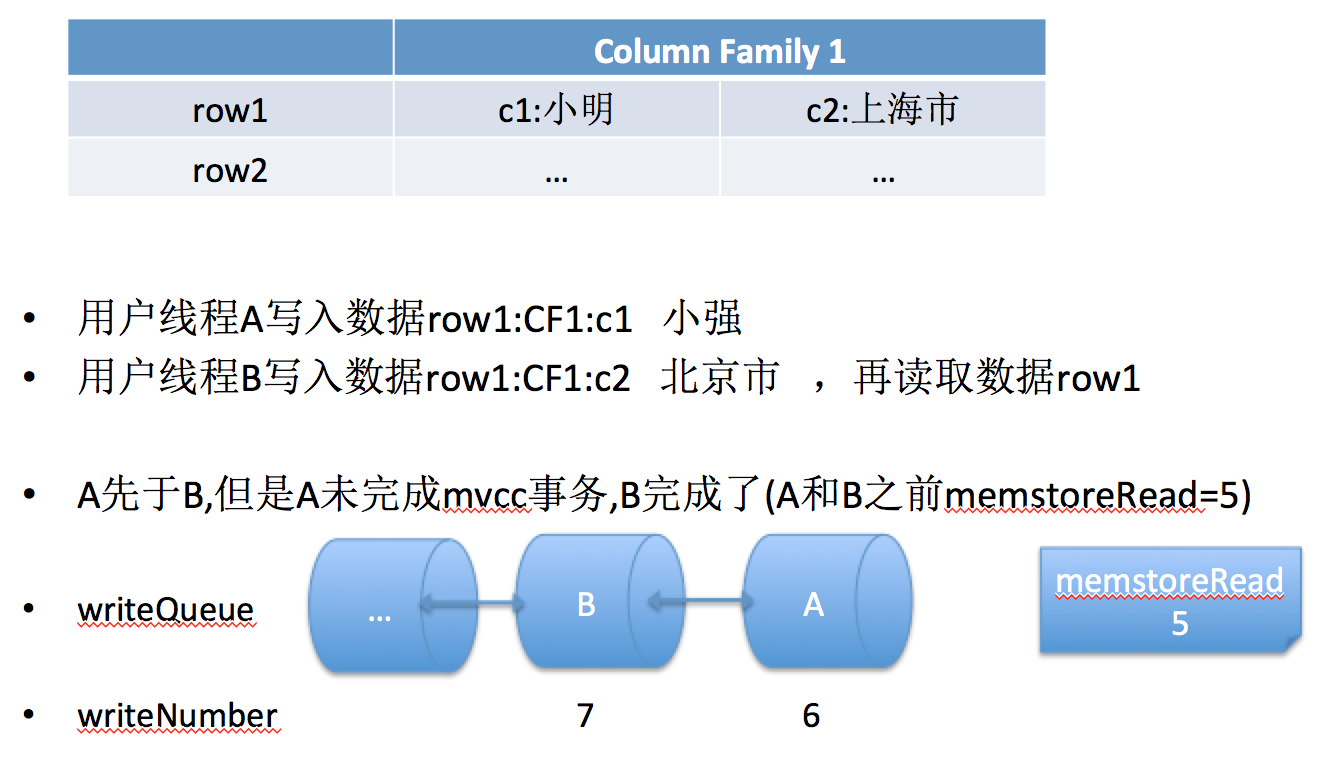 Column Family 1
row1 c1:小明 c2:上海市
row2 ... ...
• 用户线程A写入数据row1:CF1:c1 小强
• 用户线程B写入数据row1:CF1:c2 北京市 ，再读取数据row1
• A先于B,但是A未完成mvcc事务,B完成了(A和B之前memstoreRead=5)
• writeQueue ... B A
memstoreRead
5
• writeNumber 7 6